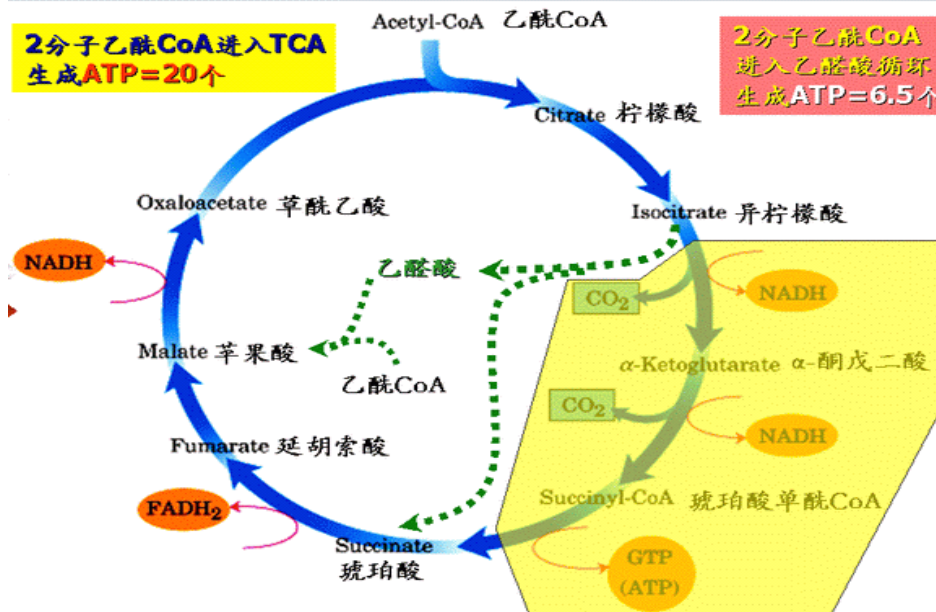 Acetyl-CoA 乙酰CoA
2分子乙酰CoA进入TCA
生成ATP=20个
2分子乙酰CoA
进入乙醛酸循环
生成ATP=6.5个
Citrate 柠檬酸
Oxaloacetate 草酰乙酸
Isocitrate 异柠檬酸
NADH
乙醛酸
CO₂
NADH
Malate 苹果酸
乙酰CoA
α-Ketoglutarate α-酮戊二酸
CO₂
NADH
Fumarate 延胡索酸
FADH₂
Succinyl-CoA 琥珀酸单酰CoA
Succinate
琥珀酸
GTP
(ATP)